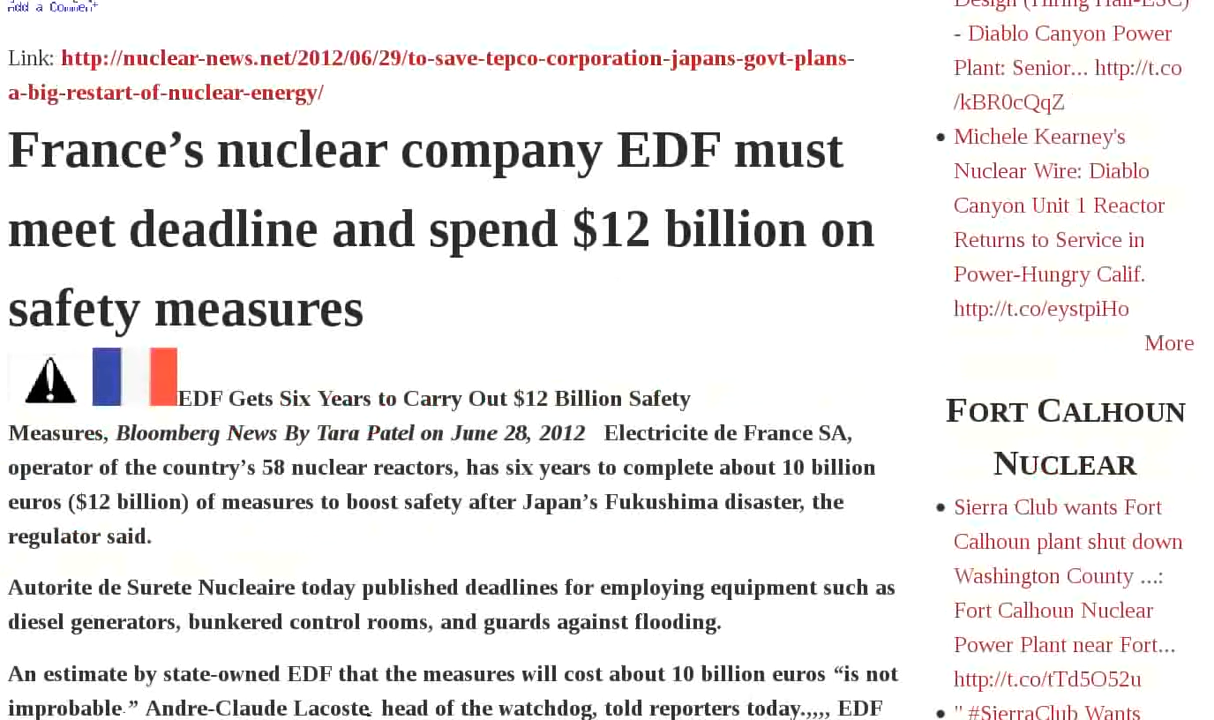 Add a Comment
Link: http://nuclear-news.net/2012/06/29/to-save-tepco-corporation-japans-govt-plans-
a-big-restart-of-nuclear-energy/
France’s nuclear company EDF must
meet deadline and spend $12 billion on
safety measures
EDF Gets Six Years to Carry Out $12 Billion Safety
Measures, Bloomberg News By Tara Patel on June 28, 2012 Electricite de France SA,
operator of the country’s 58 nuclear reactors, has six years to complete about 10 billion
euros ($12 billion) of measures to boost safety after Japan’s Fukushima disaster, the
regulator said.
Autorite de Surete Nucleaire today published deadlines for employing equipment such as
diesel generators, bunkered control rooms, and guards against flooding.
An estimate by state-owned EDF that the measures will cost about 10 billion euros “is not
improbable.” Andre-Claude Lacoste, head of the watchdog, told reporters today.,,,, EDF
Design (Hiring Hall-ESC)
- Diablo Canyon Power
Plant: Senior... http://t.co
/kBR0cQqZ
Michele Kearney's
Nuclear Wire: Diablo
Canyon Unit 1 Reactor
Returns to Service in
Power-Hungry Calif.
http://t.co/eystpiHo
More
FORT CALHOUN
NUCLEAR
Sierra Club wants Fort
Calhoun plant shut down
Washington County ...:
Fort Calhoun Nuclear
Power Plant near Fort...
http://t.co/tTd5O52u
" #SierraClub Wants